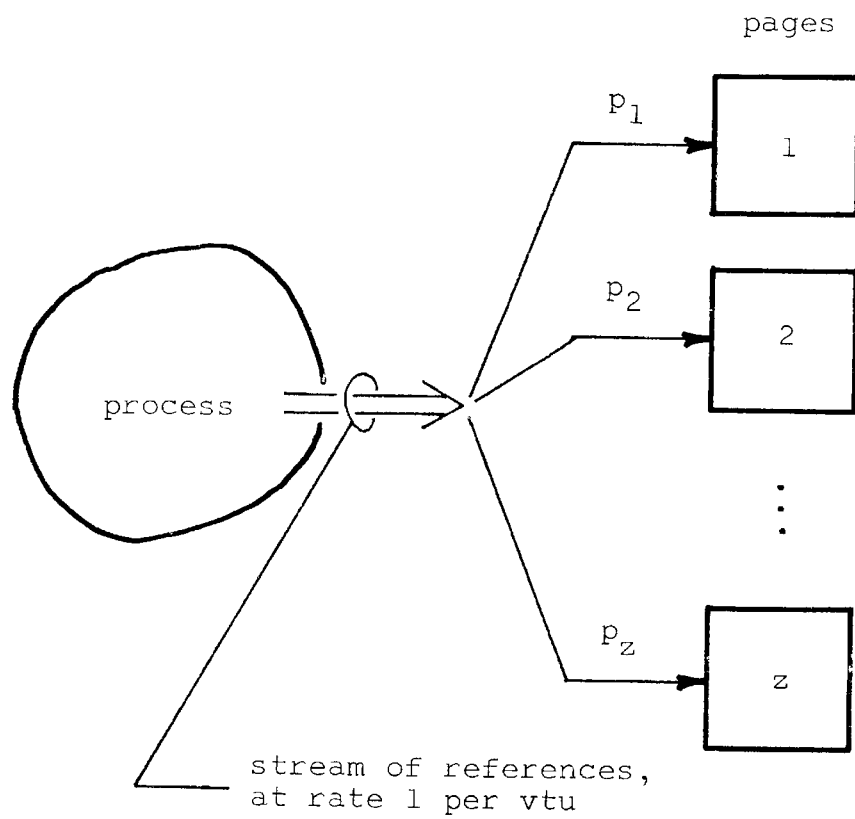 pages
p1
1
p2
2
process
...
pz
z
stream of references,
at rate 1 per vtu